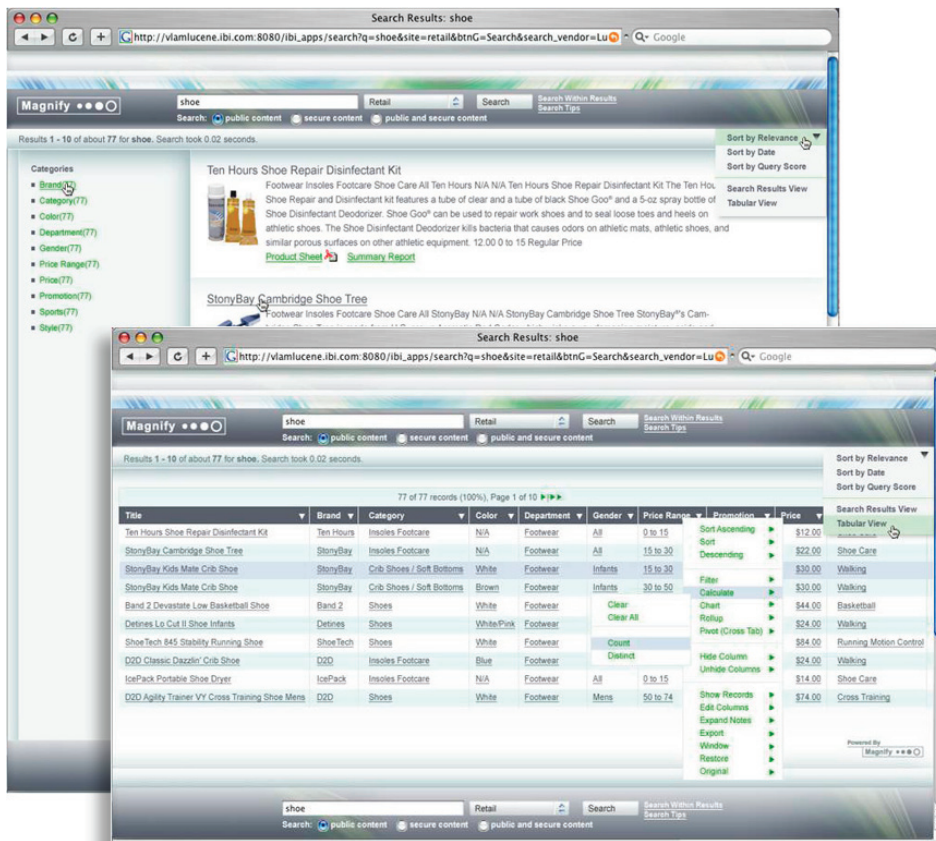 Search Results: shoe
http://vlamlucene.ibi.com:8080/ibi_apps/search?q=shoe&site=retail&btnG=Search&search_vendor=Lu
Google
Magnify
shoe
Retail
Search
Search Within Results
Search Tips
Search: public content secure content public and secure content
Results 1 - 10 of about 77 for shoe. Search took 0.02 seconds.
Sort by Relevance
Sort by Date
Sort by Query Score
Search Results View
Tabular View
Categories
Brand
Category(77)
Color(77)
Department(77)
Gender(77)
Price Range(77)
Price(77)
Promotion(77)
Sports(77)
Style(77)
Ten Hours Shoe Repair Disinfectant Kit
Footwear Insoles Footcare Shoe Care All Ten Hours N/A N/A Ten Hours Shoe Repair Disinfectant Kit The Ten Hou
Shoe Repair and Disinfectant kit features a tube of clear and a tube of black Shoe Goo® and a 5-oz spray bottle of
Shoe Disinfectant Deodorizer. Shoe Goo® can be used to repair work shoes and to seal loose toes and heels on
athletic shoes. The Shoe Disinfectant Deodorizer kills bacteria that causes odors on athletic mats, athletic shoes, and
similar porous surfaces on other athletic equipment. 12.00 0 to 15 Regular Price
Product Sheet Summary Report
StonyBay Cambridge Shoe Tree
Footwear Insoles Footcare Shoe Care All StonyBay N/A N/A StonyBay Cambridge Shoe Tree StonyBay®'s Cam-
Search Results: shoe
http://vlamlucene.ibi.com:8080/ibi_apps/search?q=shoe&site=retail&btnG=Search&search_vendor=Lu
Google
Magnify
shoe
Retail
Search
Search Within Results
Search Tips
Search: public content secure content public and secure content
Results 1 - 10 of about 77 for shoe. Search took 0.02 seconds.
Sort by Relevance
Sort by Date
Sort by Query Score
Search Results View
Tabular View
77 of 77 records (100%), Page 1 of 10
Title Brand Category Color Department Gender Price Range Promotion Price
Ten Hours Shoe Repair Disinfectant Kit Ten Hours Insoles Footcare N/A Footwear All 0 to 15 $12.00
StonyBay Cambridge Shoe Tree StonyBay Insoles Footcare N/A Footwear All 15 to 30 $22.00 Shoe Care
StonyBay Kids Mate Crib Shoe StonyBay Crib Shoes / Soft Bottoms White Footwear Infants 15 to 30 $30.00 Walking
StonyBay Kids Mate Crib Shoe StonyBay Crib Shoes / Soft Bottoms Brown Footwear Infants 30 to 50 $30.00 Walking
Band 2 Devastate Low Basketball Shoe Band 2 Shoes White Footwear $44.00 Basketball
Detines Lo Cut II Shoe Infants Detines Shoes White/Pink Footwear $24.00 Walking
ShoeTech 845 Stability Running Shoe ShoeTech Shoes White Footwear $84.00 Running Motion Control
D2D Classic Dazzlin' Crib Shoe D2D Insoles Footcare Blue Footwear $24.00 Walking
IcePack Portable Shoe Dryer IcePack Insoles Footcare N/A Footwear All 0 to 15 $14.00 Shoe Care
D2D Agility Trainer VY Cross Training Shoe Mens D2D Shoes White Footwear Mens 50 to 74 $74.00 Cross Training
Sort Ascending
Sort
Descending
Filter
Calculate
Chart
Rollup
Pivot (Cross Tab)
Hide Column
Unhide Columns
Show Records
Edit Columns
Expand Notes
Export
Window
Restore
Original
Clear
Clear All
Count
Distinct
Powered By
Magnify
shoe
Retail
Search
Search Within Results
Search Tips
Search: public content secure content public and secure content